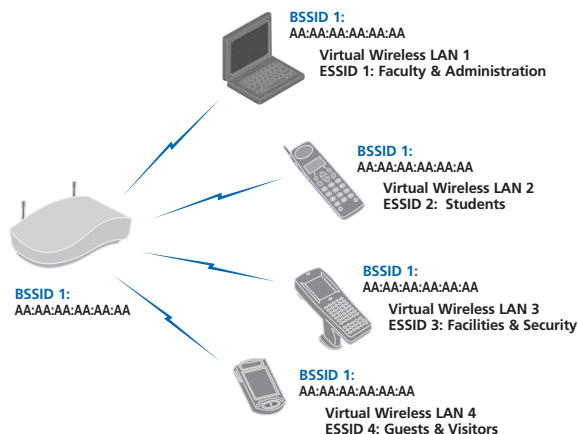 BSSID 1:
AA:AA:AA:AA:AA:AA
Virtual Wireless LAN 1
ESSID 1: Faculty & Administration
BSSID 1:
AA:AA:AA:AA:AA:AA
Virtual Wireless LAN 2
ESSID 2: Students
BSSID 1:
AA:AA:AA:AA:AA:AA
BSSID 1:
AA:AA:AA:AA:AA:AA
Virtual Wireless LAN 3
ESSID 3: Facilities & Security
BSSID 1:
AA:AA:AA:AA:AA:AA
Virtual Wireless LAN 4
ESSID 4: Guests & Visitors